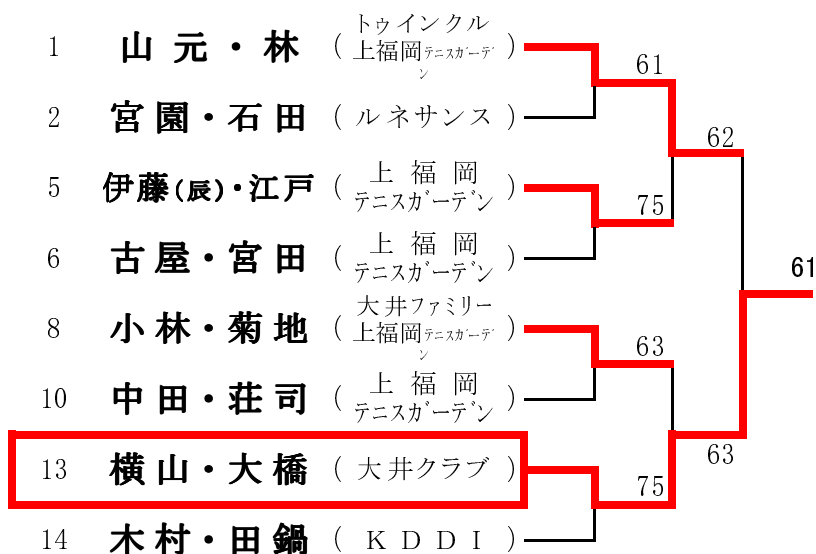 1 山元・林 (トゥインクル
上福岡テニスガーデン)
61
2 宮園・石田 (ルネサンス)
62
5 伊藤(辰)・江戸 (上福岡
テニスガーデン)
75
6 古屋・宮田 (上福岡
テニスガーデン)
61
8 小林・菊地 (大井ファミリー
上福岡テニスガーデン)
63
10 中田・荘司 (上福岡
テニスガーデン)
63
13 横山・大橋 (大井クラブ)
75
14 木村・田鍋 (KDDI)